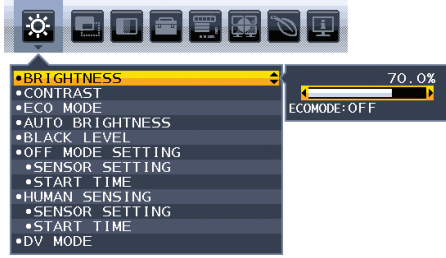 •BRIGHTNESS
•CONTRAST
•ECO MODE
•AUTO BRIGHTNESS
•BLACK LEVEL
•OFF MODE SETTING
•SENSOR SETTING
•START TIME
•HUMAN SENSING
•SENSOR SETTING
•START TIME
•DV MODE
70.0%
ECOMODE:OFF